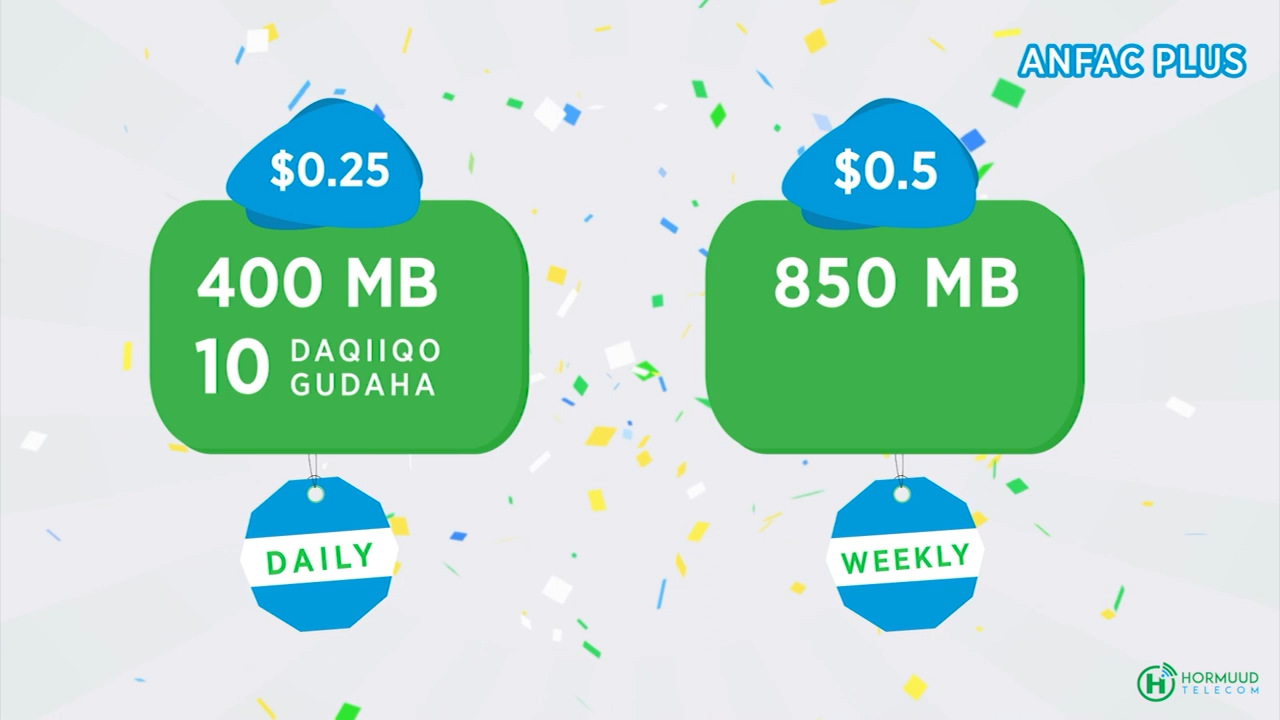 ANFAC PLUS
$0.25
400 MB
10 DAQIIQO
GUDAHA
DAILY
$0.5
850 MB
WEEKLY
HORMUUD
TELECOM